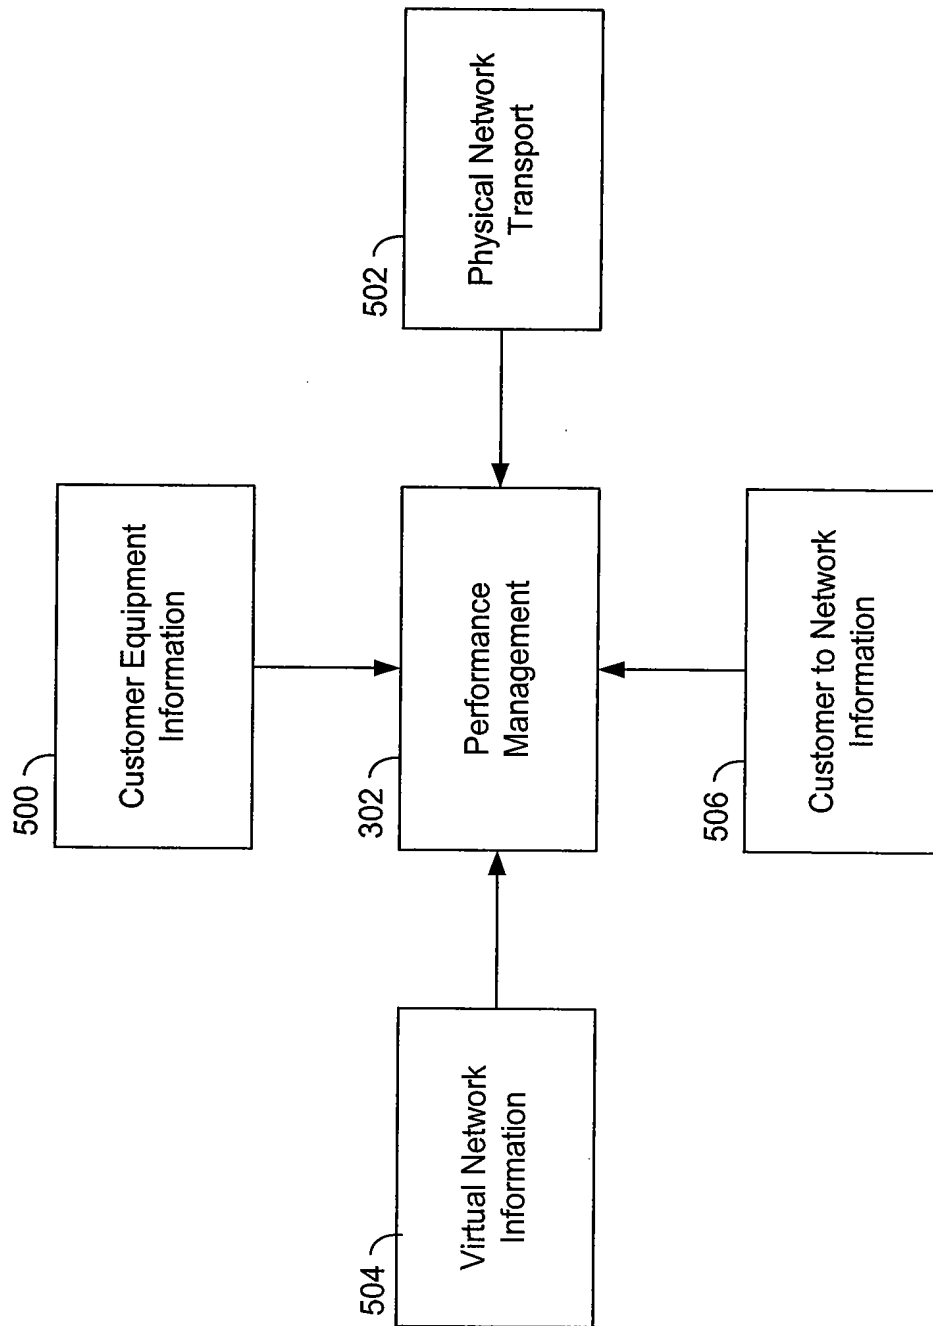 500
Customer Equipment
Information
504
Virtual Network
Information
302
Performance
Management
502
Physical Network
Transport
506
Customer to Network
Information